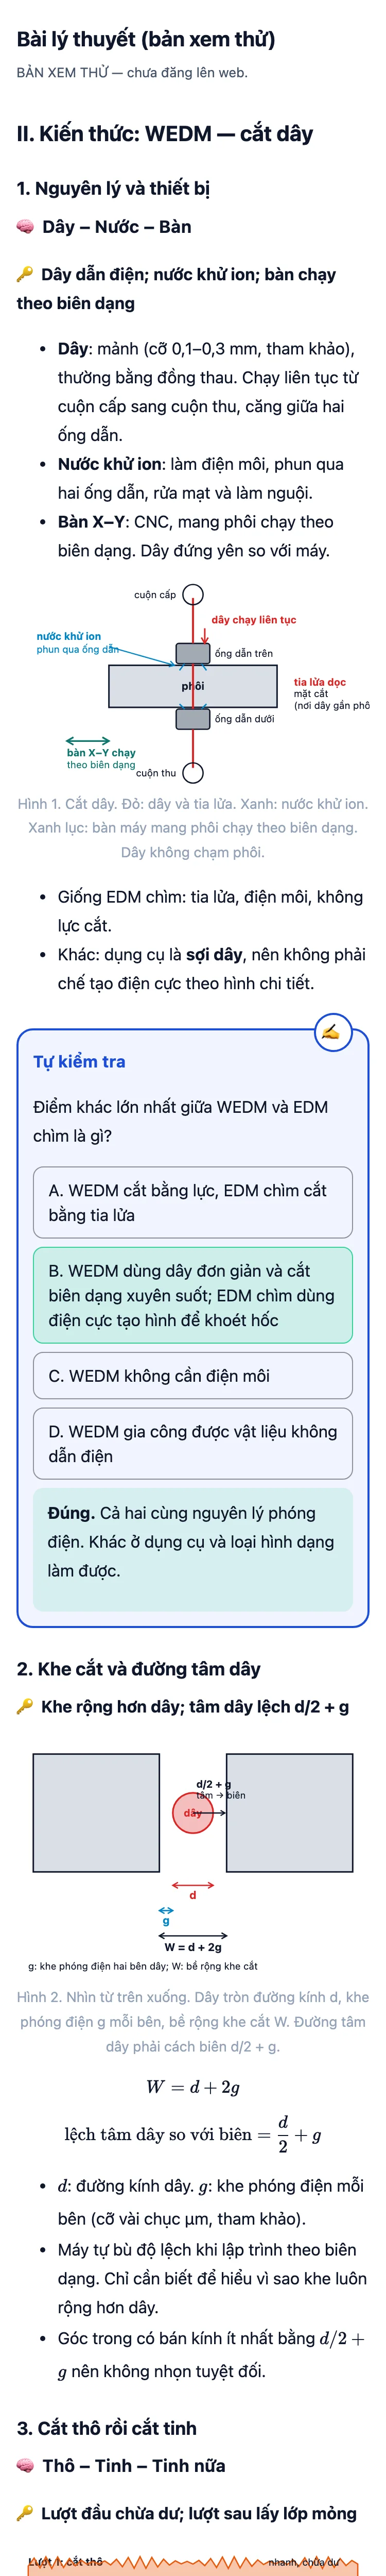 Bài lý thuyết (bản xem thử)
BẢN XEM THỬ — chưa đăng lên web.
II. Kiến thức: WEDM — cắt dây
1. Nguyên lý và thiết bị
🧠 Dây – Nước – Bàn
🔑 Dây dẫn điện; nước khử ion; bàn chạy
theo biên dạng
• Dây: mảnh (cỡ 0,1–0,3 mm, tham khảo),
thường bằng đồng thau. Chạy liên tục từ
cuộn cấp sang cuộn thu, căng giữa hai
ống dẫn.
• Nước khử ion: làm điện môi, phun qua
hai ống dẫn, rửa mạt và làm nguội.
• Bàn X–Y: CNC, mang phôi chạy theo
biên dạng. Dây đứng yên so với máy.
cuộn cấp
dây chạy liên tục
nước khử ion
phun qua ống dẫn
ống dẫn trên
phôi
tia lửa dọc
mặt cắt
(nơi dây gần phô
ống dẫn dưới
bàn X–Y chạy
theo biên dạng
cuộn thu
Hình 1. Cắt dây. Đỏ: dây và tia lửa. Xanh: nước khử ion.
Xanh lục: bàn máy mang phôi chạy theo biên dạng.
Dây không chạm phôi.
• Giống EDM chìm: tia lửa, điện môi, không
lực cắt.
• Khác: dụng cụ là sợi dây, nên không phải
chế tạo điện cực theo hình chi tiết.
✍️
Tự kiểm tra
Điểm khác lớn nhất giữa WEDM và EDM
chìm là gì?
A. WEDM cắt bằng lực, EDM chìm cắt
bằng tia lửa
B. WEDM dùng dây đơn giản và cắt
biên dạng xuyên suốt; EDM chìm dùng
điện cực tạo hình để khoét hốc
C. WEDM không cần điện môi
D. WEDM gia công được vật liệu không
dẫn điện
Đúng. Cả hai cùng nguyên lý phóng
điện. Khác ở dụng cụ và loại hình dạng
làm được.
2. Khe cắt và đường tâm dây
🔑 Khe rộng hơn dây; tâm dây lệch d/2 + g
d/2 + g
tâm → biên
dây
d
g
W = d + 2g
g: khe phóng điện hai bên dây; W: bề rộng khe cắt
Hình 2. Nhìn từ trên xuống. Dây tròn đường kính d, khe
phóng điện g mỗi bên, bề rộng khe cắt W. Đường tâm
dây phải cách biên d/2 + g.
W = d + 2g
lệch tâm dây so với biên = d/2 + g
• d: đường kính dây. g: khe phóng điện mỗi
bên (cỡ vài chục µm, tham khảo).
• Máy tự bù độ lệch khi lập trình theo biên
dạng. Chỉ cần biết để hiểu vì sao khe luôn
rộng hơn dây.
• Góc trong có bán kính ít nhất bằng d/2 +
g nên không nhọn tuyệt đối.
3. Cắt thô rồi cắt tinh
🧠 Thô – Tinh – Tinh nữa
🔑 Lượt đầu chừa dư; lượt sau lấy lớp mỏng
Lượt 1: cắt thô
nhanh, chừa dư